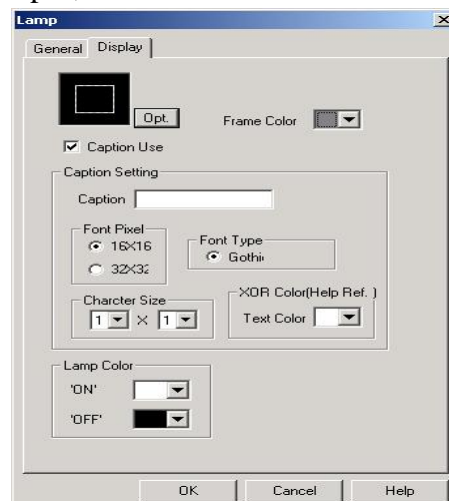 Lamp
General Display
Opt.
Frame Color
Caption Use
Caption Setting
Caption
Font Pixel
16X16
32X32
Font Type
Gothi
Charcter Size
1 X 1
XOR Color(Help Ref. )
Text Color
Lamp Color
'ON'
'OFF'
OK Cancel Help